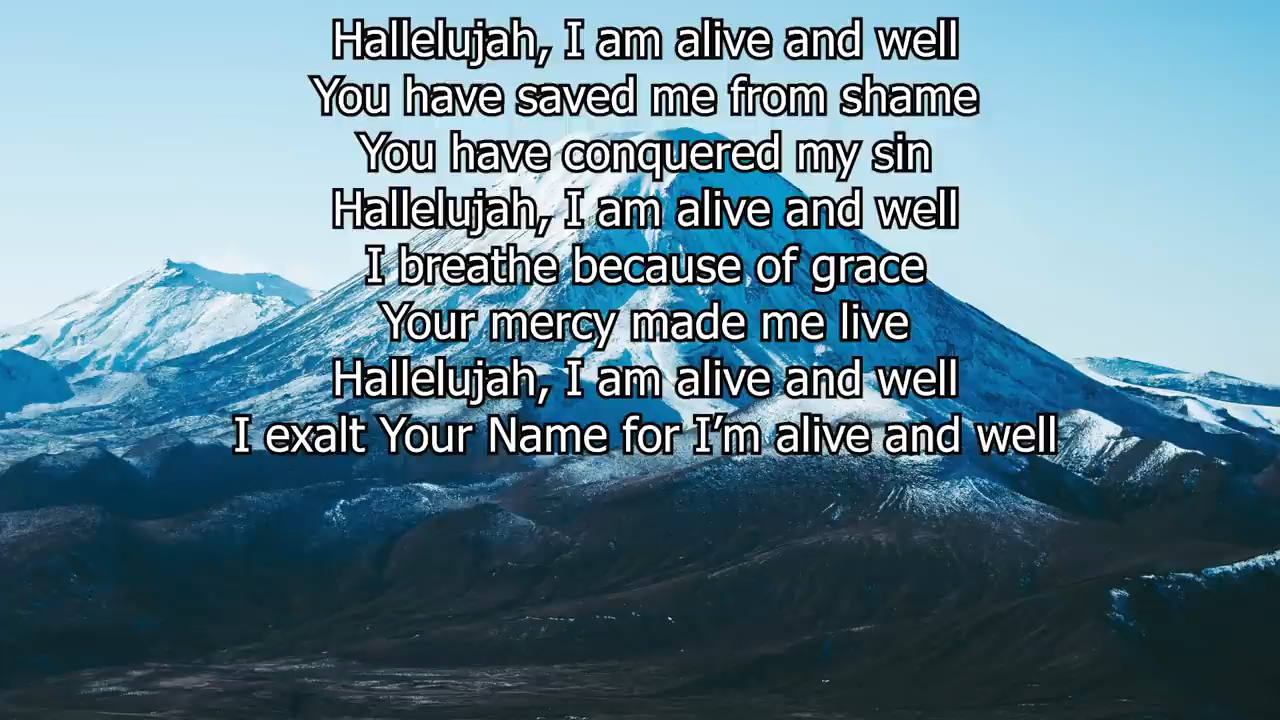 Hallelujah, I am alive and well
You have saved me from shame
You have conquered my sin
Hallelujah, I am alive and well
I breathe because of grace
Your mercy made me live
Hallelujah, I am alive and well
I exalt Your Name for I’m alive and well